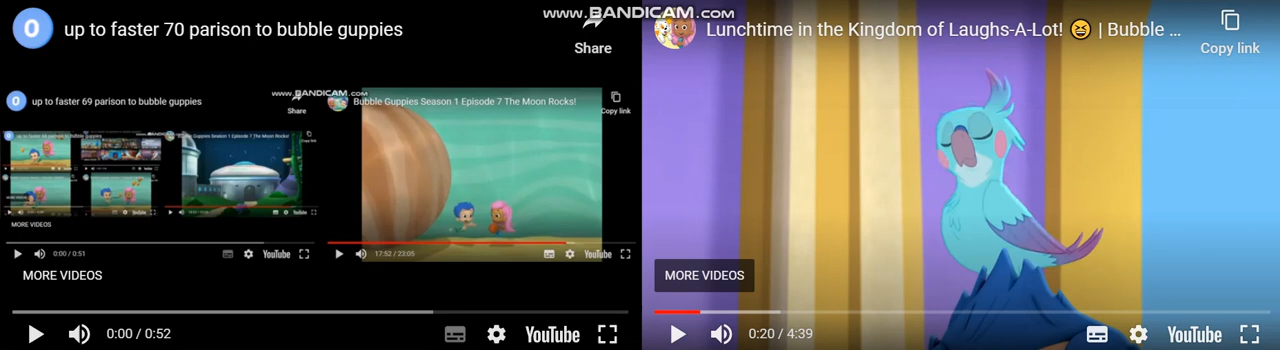 www.BANDICAM.com
up to faster 70 parison to bubble guppies
Share
up to faster 69 parison to bubble guppies
www.BANDICAM.com
Share
Bubble Guppies Season 1 Episode 7 The Moon Rocks!
Copy link
MORE VIDEOS
0:00 / 0:51
YouTube
17:52 / 23:05
YouTube
MORE VIDEOS
0:00 / 0:52
YouTube
Lunchtime in the Kingdom of Laughs-A-Lot! 😆 | Bubble ...
Copy link
MORE VIDEOS
0:20 / 4:39
YouTube